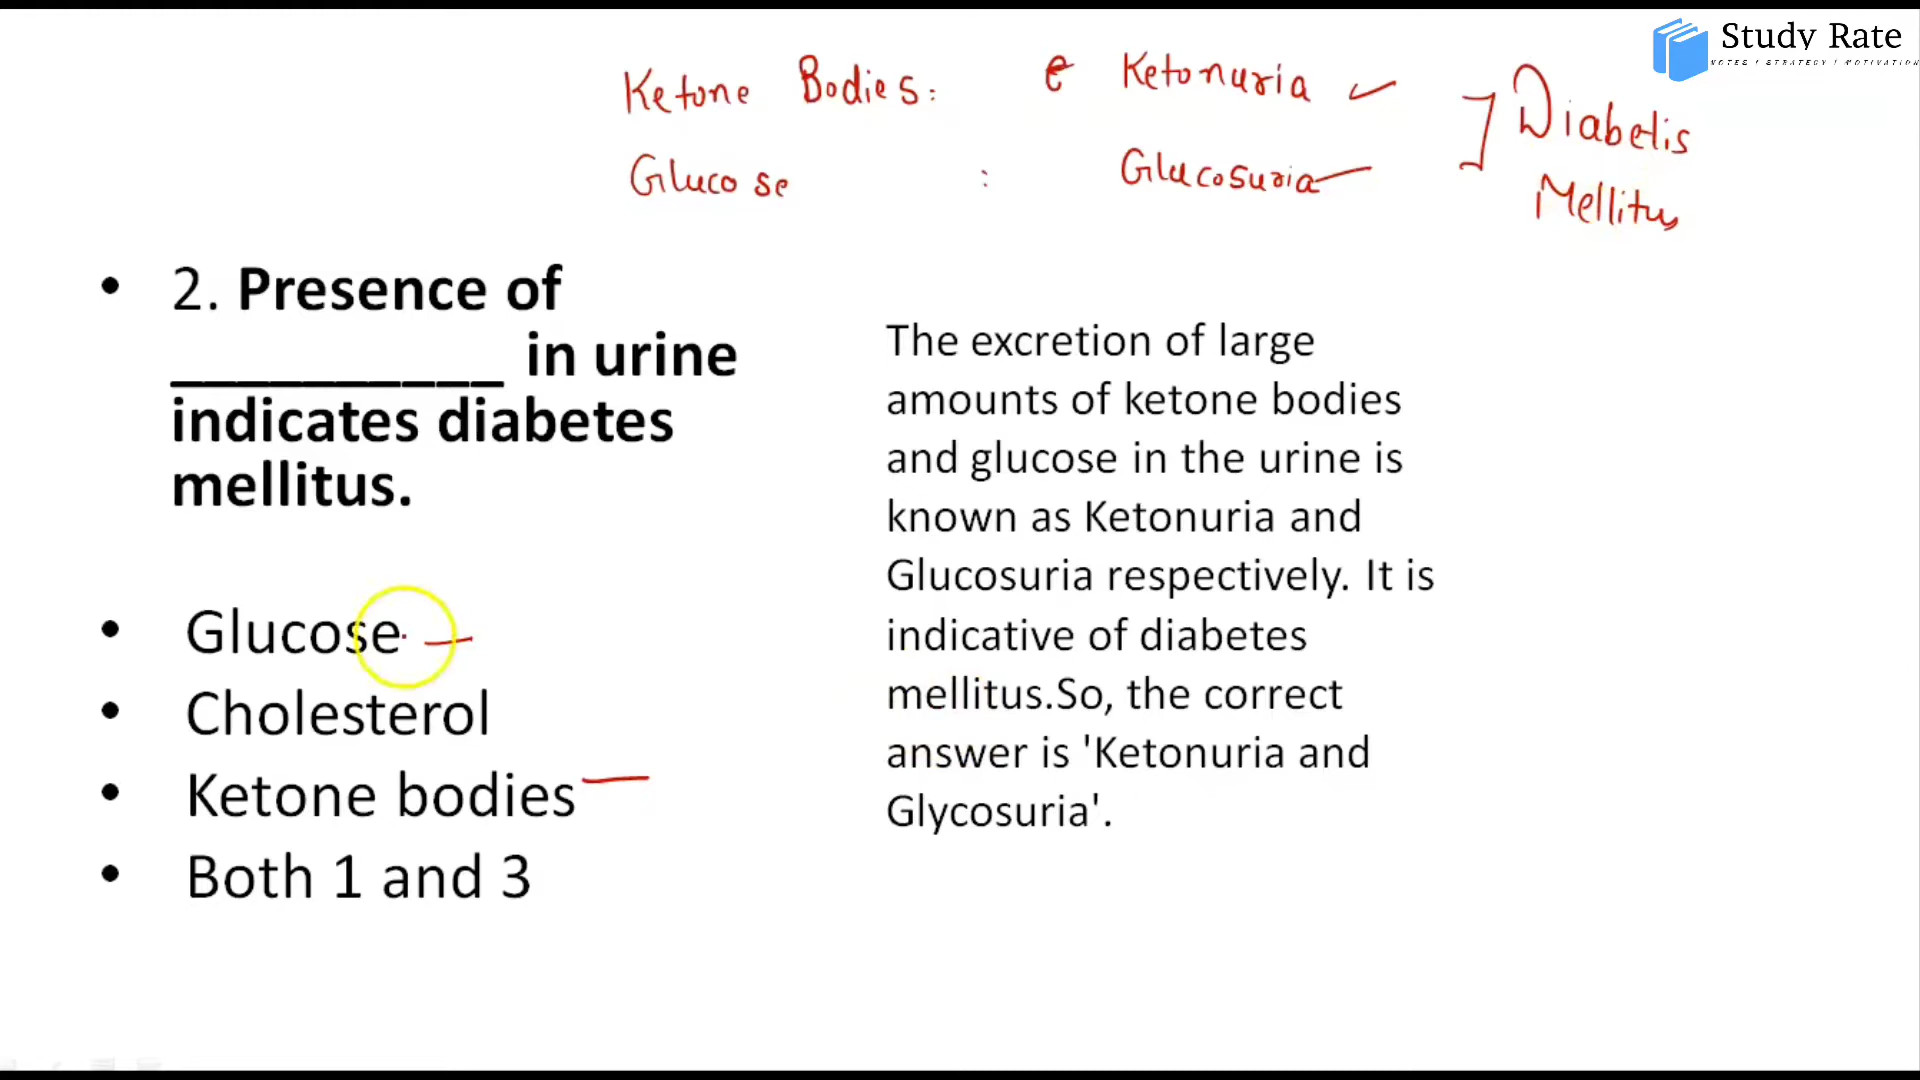 Study Rate
NOTES / STRATEGY / MOTIVATION
Ketone Bodies: e Ketonuria
Glucose : Glucosuria
Diabetis
Mellitus
• 2. Presence of
__________ in urine
indicates diabetes
mellitus.
• Glucose
• Cholesterol
• Ketone bodies
• Both 1 and 3
The excretion of large
amounts of ketone bodies
and glucose in the urine is
known as Ketonuria and
Glucosuria respectively. It is
indicative of diabetes
mellitus.So, the correct
answer is 'Ketonuria and
Glycosuria'.